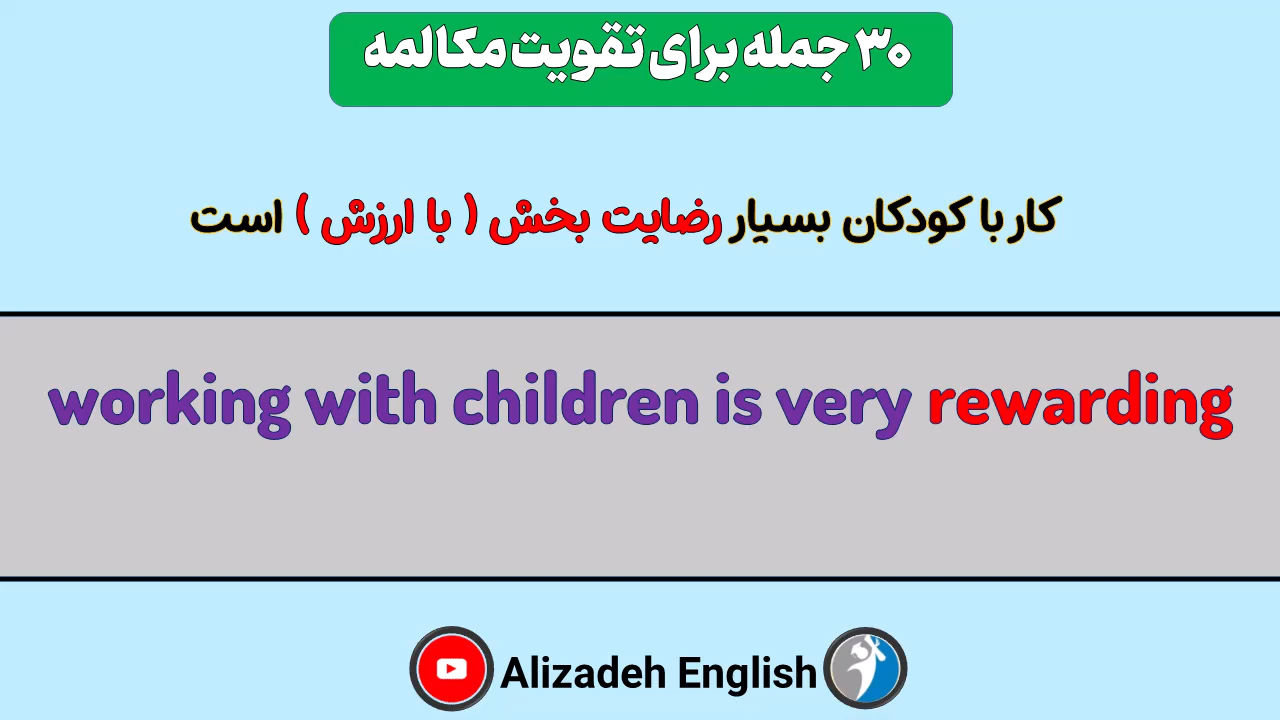 ۳۰ جمله برای تقویت مکالمه
کار با کودکان بسیار رضایت بخش ( با ارزش ) است
working with children is very rewarding
Alizadeh English